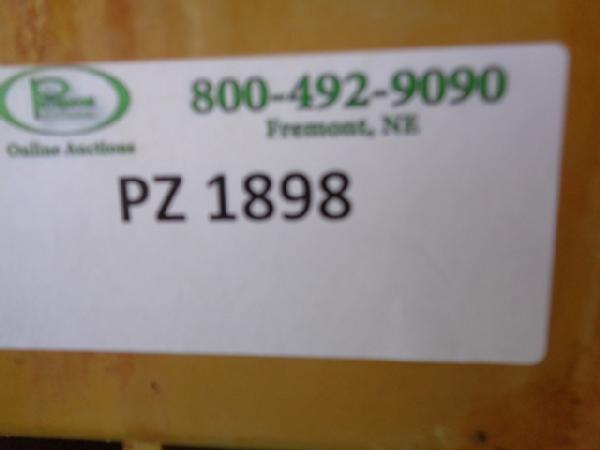 800-492-9090
Fremont, NE
Online Auctions
PZ 1898